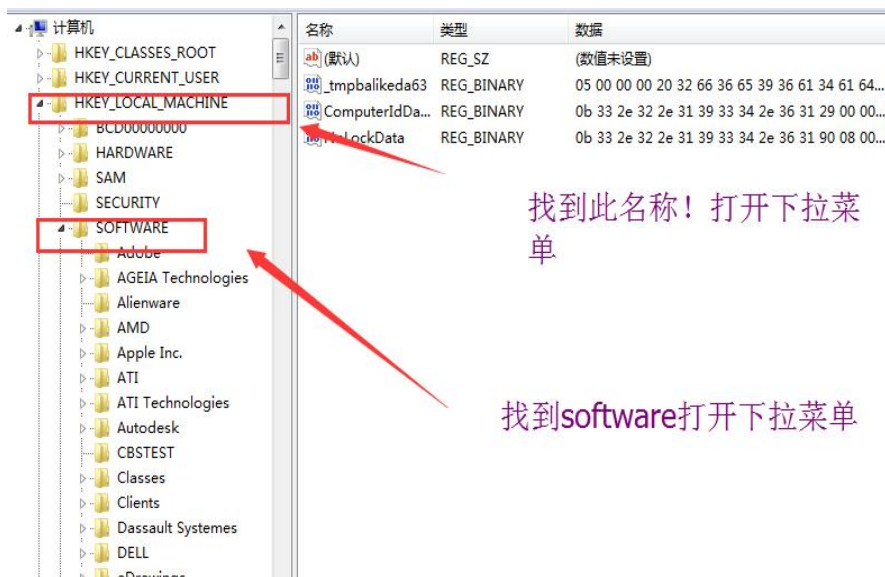 计算机
HKEY_CLASSES_ROOT
HKEY_CURRENT_USER
HKEY_LOCAL_MACHINE
BCD00000000
HARDWARE
SAM
SECURITY
SOFTWARE
Adobe
AGEIA Technologies
Alienware
AMD
Apple Inc.
ATI
ATI Technologies
Autodesk
CBSTEST
Classes
Clients
Dassault Systemes
DELL
eDrawings
名称 类型 数据
(默认) REG_SZ (数值未设置)
_tmpbalikeda63 REG_BINARY 05 00 00 00 20 32 66 36 65 39 36 61 34 61 64...
ComputerIdDa... REG_BINARY 0b 33 2e 32 2e 31 39 33 34 2e 36 31 29 00 00...
LockData REG_BINARY 0b 33 2e 32 2e 31 39 33 34 2e 36 31 90 08 00...
找到此名称！打开下拉菜
单
找到software打开下拉菜单